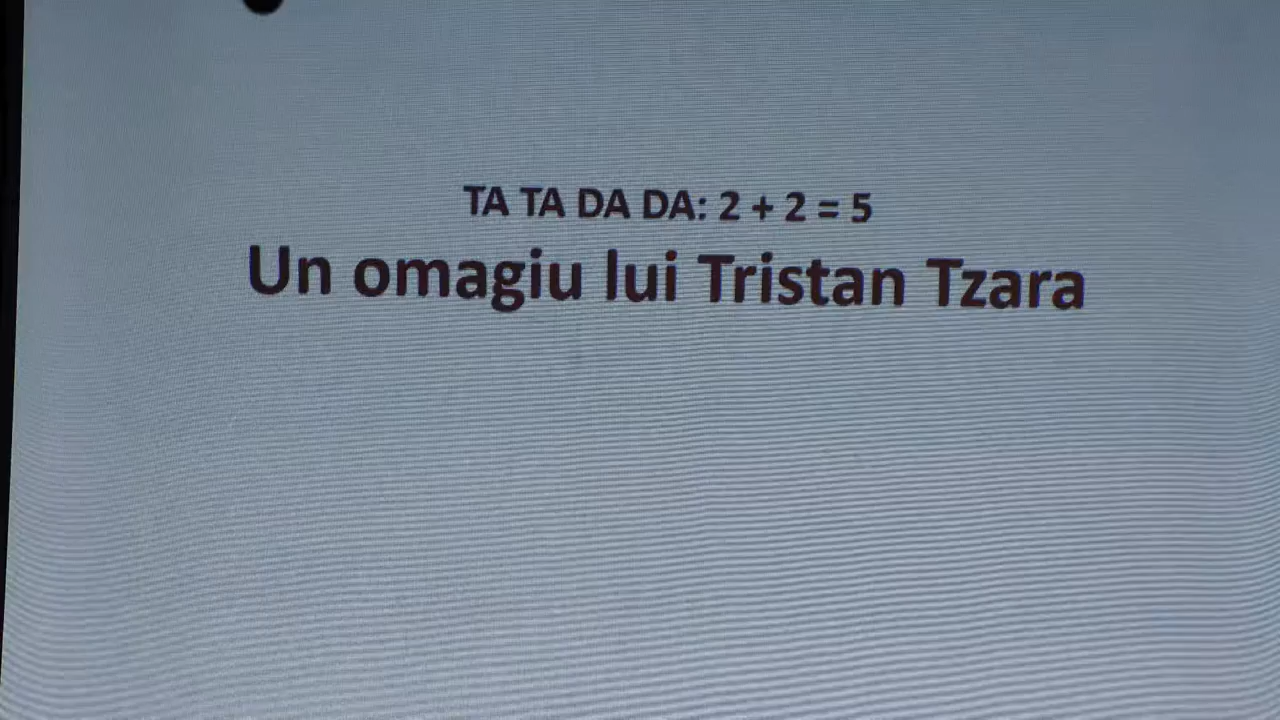 TA TA DA DA: 2 + 2 = 5
Un omagiu lui Tristan Tzara